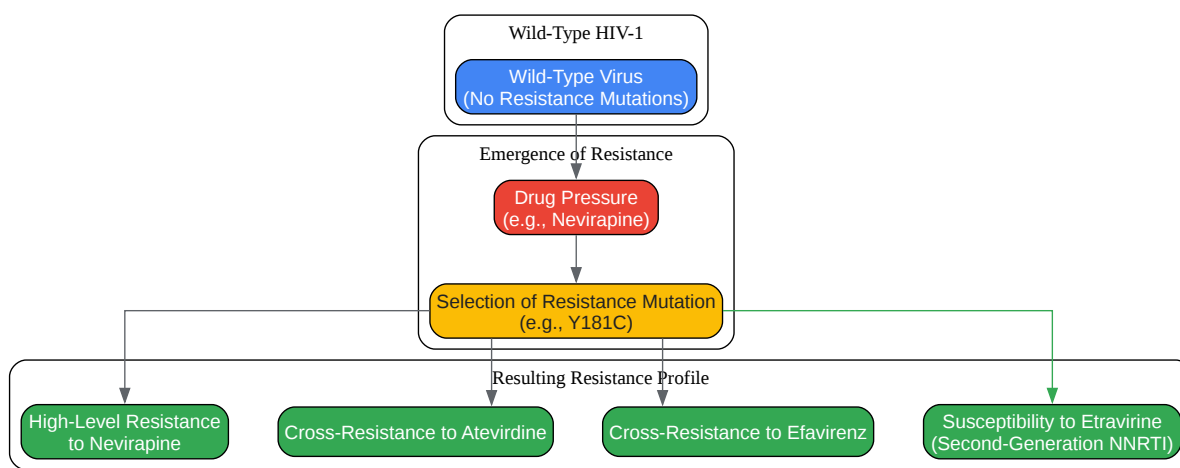 Wild-Type HIV-1
Wild-Type Virus
(No Resistance Mutations)
Emergence of Resistance
Drug Pressure
(e.g., Nevirapine)
Selection of Resistance Mutation
(e.g., Y181C)
Resulting Resistance Profile
High-Level Resistance
to Nevirapine
Cross-Resistance to Atevirdine
Cross-Resistance to Efavirenz
Susceptibility to Etravirine
(Second-Generation NNRTI)